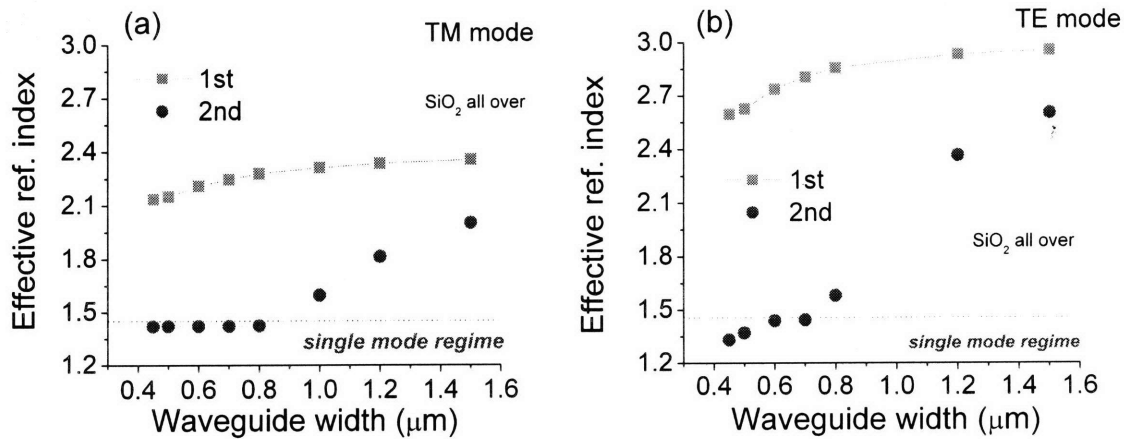 (a)
TM mode
3.0
2.7
2.4
2.1
1.8
1.5
1.2
1st
2nd
SiO₂ all over
single mode regime
0.4 0.6 0.8 1.0 1.2 1.4 1.6
Waveguide width (μm)
Effective ref. index
(b)
TE mode
3.0
2.7
2.4
2.1
1.8
1.5
1.2
1st
2nd
SiO₂ all over
single mode regime
0.4 0.6 0.8 1.0 1.2 1.4 1.6
Waveguide width (μm)
Effective ref. index